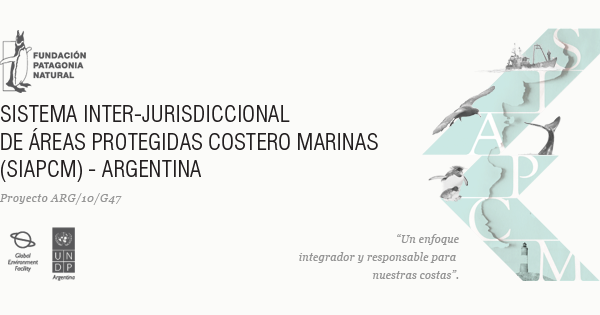 FUNDACIÓN
PATAGONIA
NATURAL
SISTEMA INTER-JURISDICCIONAL
DE ÁREAS PROTEGIDAS COSTERO MARINAS
(SIAPCM) - ARGENTINA
Proyecto ARG/10/G47
Global
Environment
Facility
U N
D P
Argentina
“Un enfoque
integrador y responsable para
nuestras costas”.
S
I
A
P
C
M